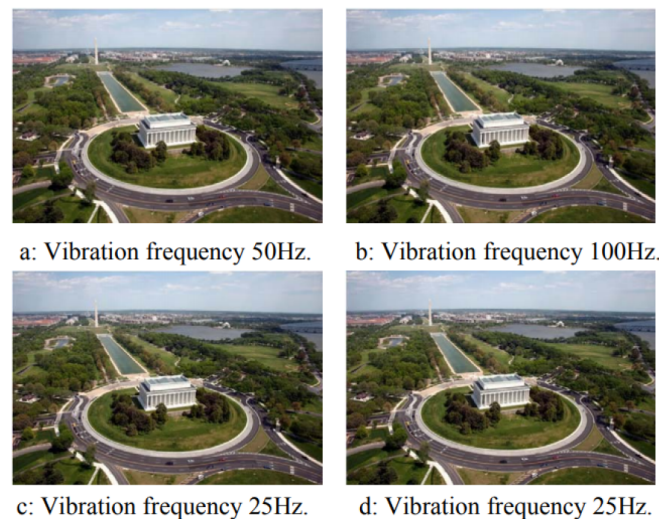 a: Vibration frequency 50Hz.
b: Vibration frequency 100Hz.
c: Vibration frequency 25Hz.
d: Vibration frequency 25Hz.